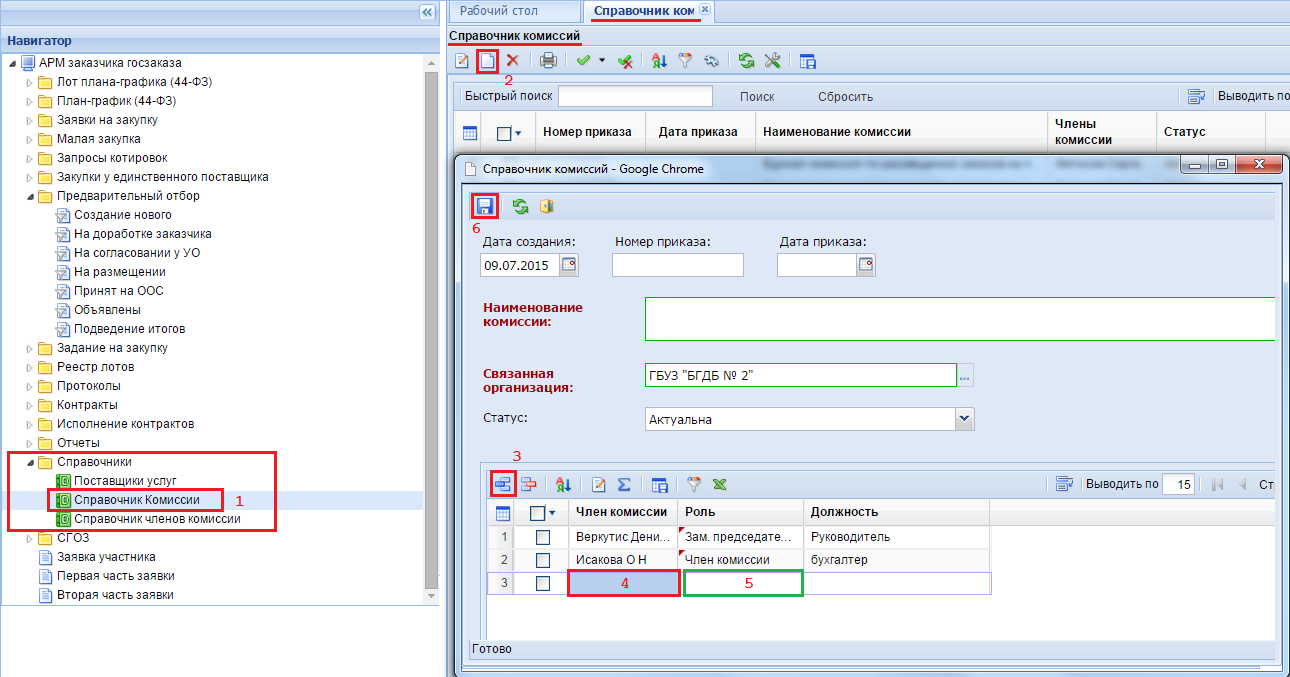 Рабочий стол
Справочник ком
Навигатор
Справочник комиссий
АРМ заказчика госзаказа
Лот плана-графика (44-ФЗ)
План-график (44-ФЗ)
Заявки на закупку
Малая закупка
Запросы котировок
Закупки у единственного поставщика
Предварительный отбор
Создание нового
На доработке заказчика
На согласовании у УО
На размещении
Принят на ООС
Объявлены
Подведение итогов
Задание на закупку
Реестр лотов
Протоколы
Контракты
Исполнение контрактов
Отчеты
Справочники
Поставщики услуг
Справочник Комиссии 1
Справочник членов комиссии
СГОЗ
Заявка участника
Первая часть заявки
Вторая часть заявки
2
Быстрый поиск Поиск Сбросить Выводить по
Номер приказа Дата приказа Наименование комиссии Члены комиссии Статус
Справочник комиссий - Google Chrome
6
Дата создания: Номер приказа: Дата приказа:
09.07.2015
Наименование
комиссии:
Связанная
организация:
ГБУЗ "БГДБ № 2" ...
Статус: Актуальна
3
Выводить по 15 Ст
Член комиссии Роль Должность
1 Веркутис Дени... Зам. председате... Руководитель
2 Исакова О Н Член комиссии бухгалтер
3 4 5
Готово